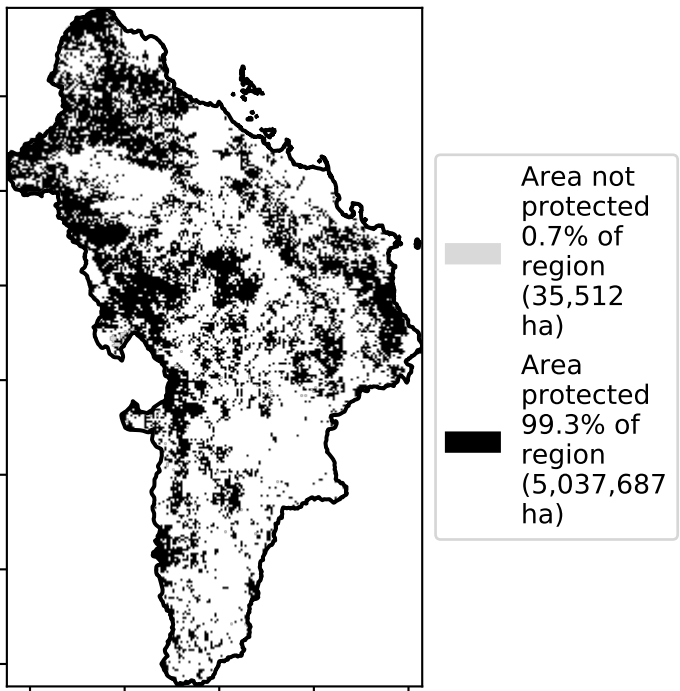 Area not
protected
0.7% of
region
(35,512
ha)
Area
protected
99.3% of
region
(5,037,687
ha)